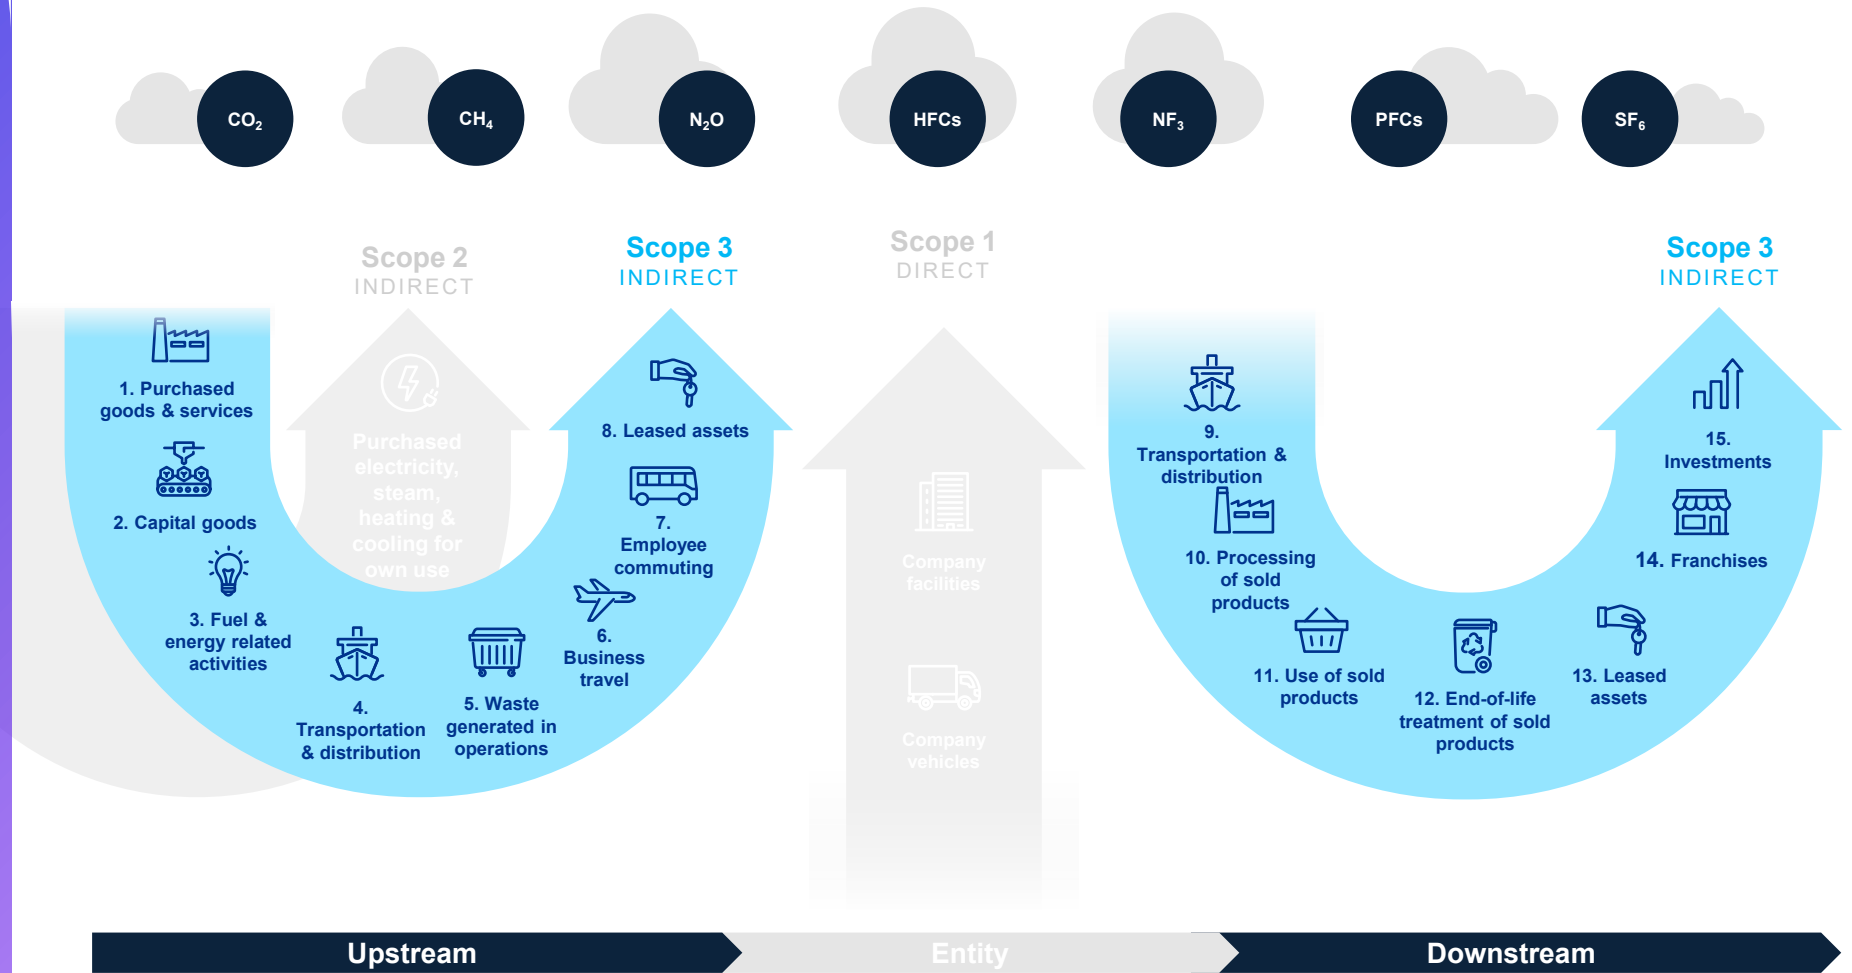 CO₂
CH₄
N₂O
HFCs
NF₃
PFCs
SF₆
Scope 2
INDIRECT
Scope 3
INDIRECT
Scope 1
DIRECT
Scope 3
INDIRECT
1. Purchased
goods & services
2. Capital goods
3. Fuel &
energy related
activities
4.
Transportation
& distribution
5. Waste
generated in
operations
6.
Business
travel
7.
Employee
commuting
8. Leased assets
Purchased
electricity,
steam,
heating &
cooling for
own use
Company
facilities
Company
vehicles
9.
Transportation &
distribution
10. Processing
of sold
products
11. Use of sold
products
12. End-of-life
treatment of sold
products
13. Leased
assets
14. Franchises
15.
Investments
Upstream
Entity
Downstream